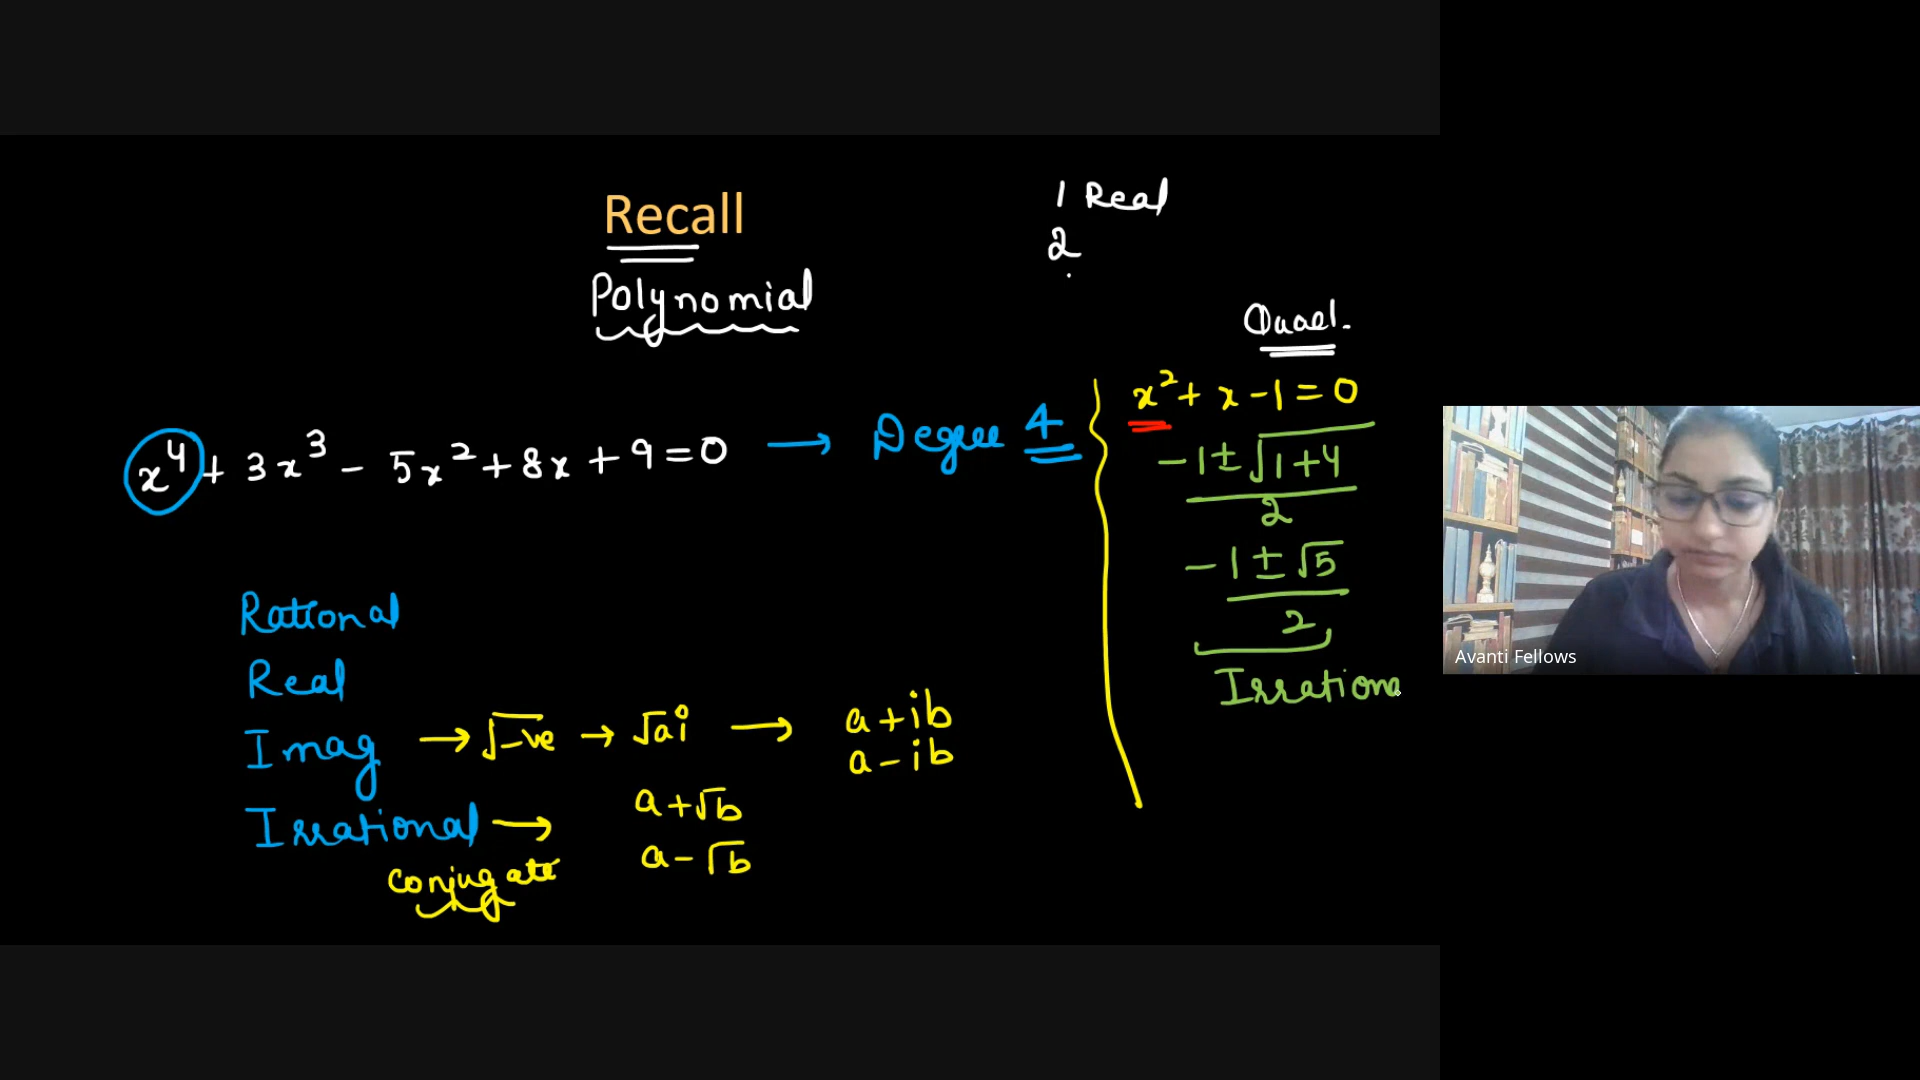 Recall
Polynomial
1 Real
2
Quad.
x⁴ + 3x³ - 5x² + 8x + 9 = 0 → Degree 4
x² + x - 1 = 0
-1 ± √1+4
2
-1 ± √5
2
Irrationa
Rational
Real
Imag → √-ve → √a i → a + ib
a - ib
Irrational → a + √b
a - √b
conjugate
Avanti Fellows